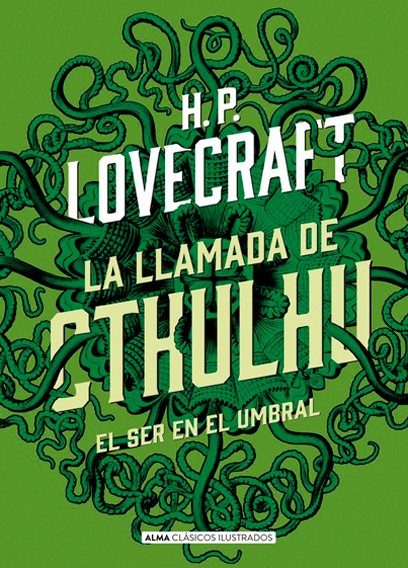 H. P.
LOVECRAFT
LA LLAMADA DE
CTHULHU
EL SER EN EL UMBRAL
ALMA CLÁSICOS ILUSTRADOS